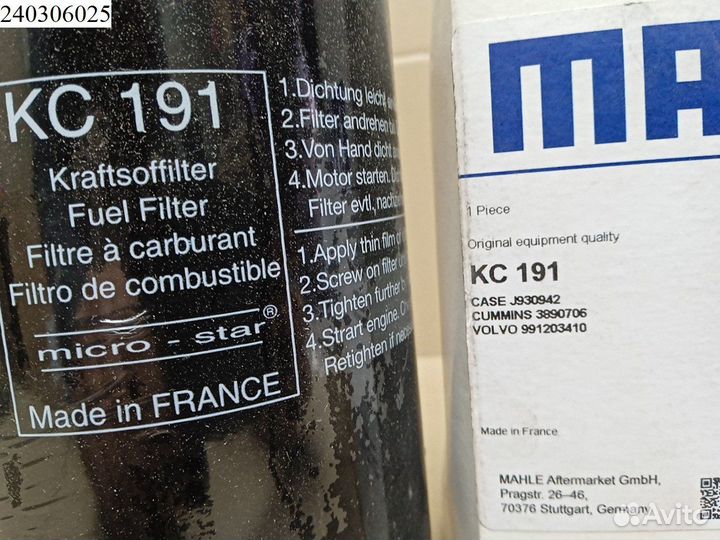 240306025
KC 191
Kraftsoffilter
Fuel Filter
Filtre à carburant
Filtro de combustible
micro - star®
Made in FRANCE
1.Dichtung leicht
2.Filter andrehen
3.Von Hand dicht
4.Motor starten.
Filter evtl.,
1.Apply thin film of
2.Screw on filter
3.Tighten further
4.Strart engine.
Retighten if
MA
1 Piece
Original equipment quality
KC 191
CASE J930942
CUMMINS 3890706
VOLVO 991203410
Made in France
MAHLE Aftermarket GmbH,
Pragstr. 26–46,
70376 Stuttgart, Germany
Avito